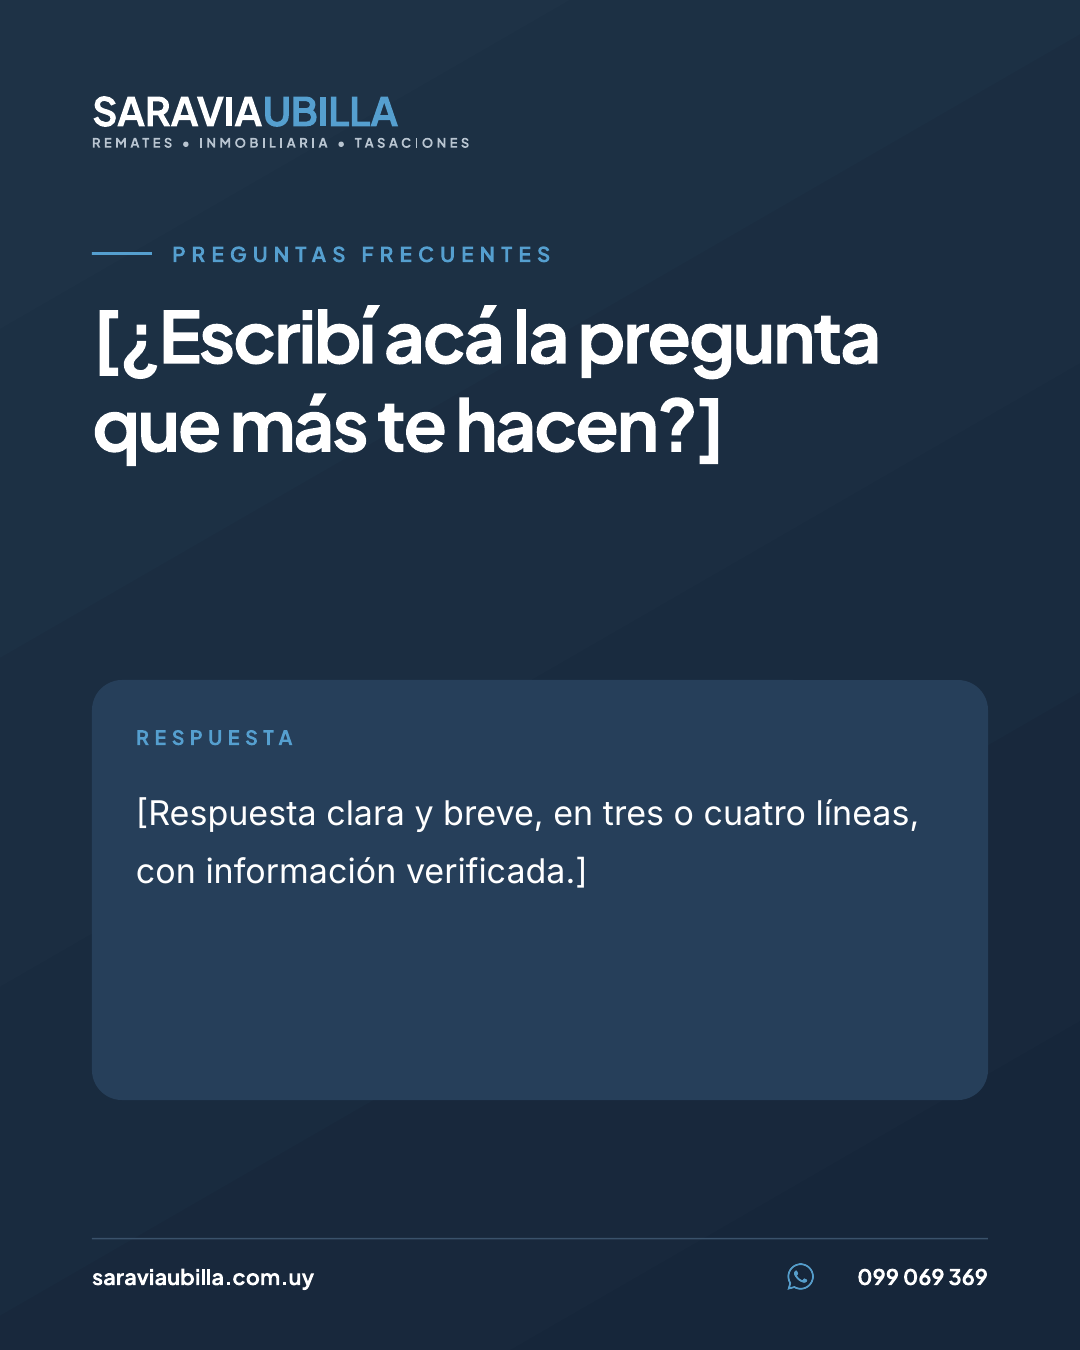 SARAVIAUBILLA
REMATES • INMOBILIARIA • TASACIONES
PREGUNTAS FRECUENTES
[¿Escribí acá la pregunta
que más te hacen?]
RESPUESTA
[Respuesta clara y breve, en tres o cuatro líneas,
con información verificada.]
saraviaubilla.com.uy
099 069 369